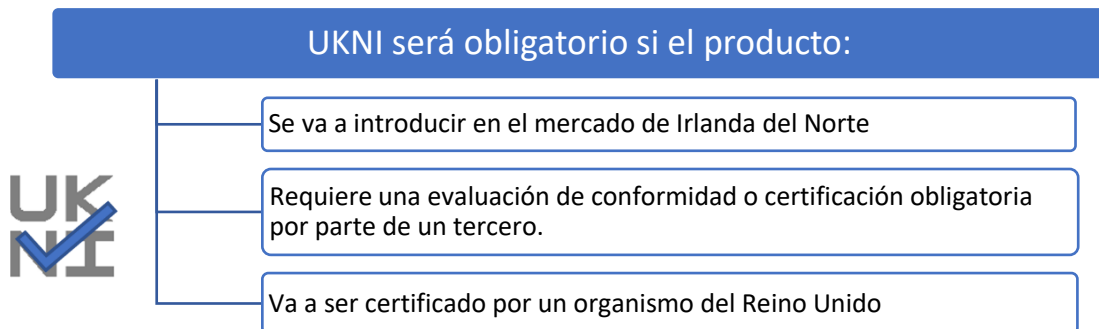 UKNI será obligatorio si el producto:
Se va a introducir en el mercado de Irlanda del Norte
Requiere una evaluación de conformidad o certificación obligatoria
por parte de un tercero.
UK
NI
Va a ser certificado por un organismo del Reino Unido